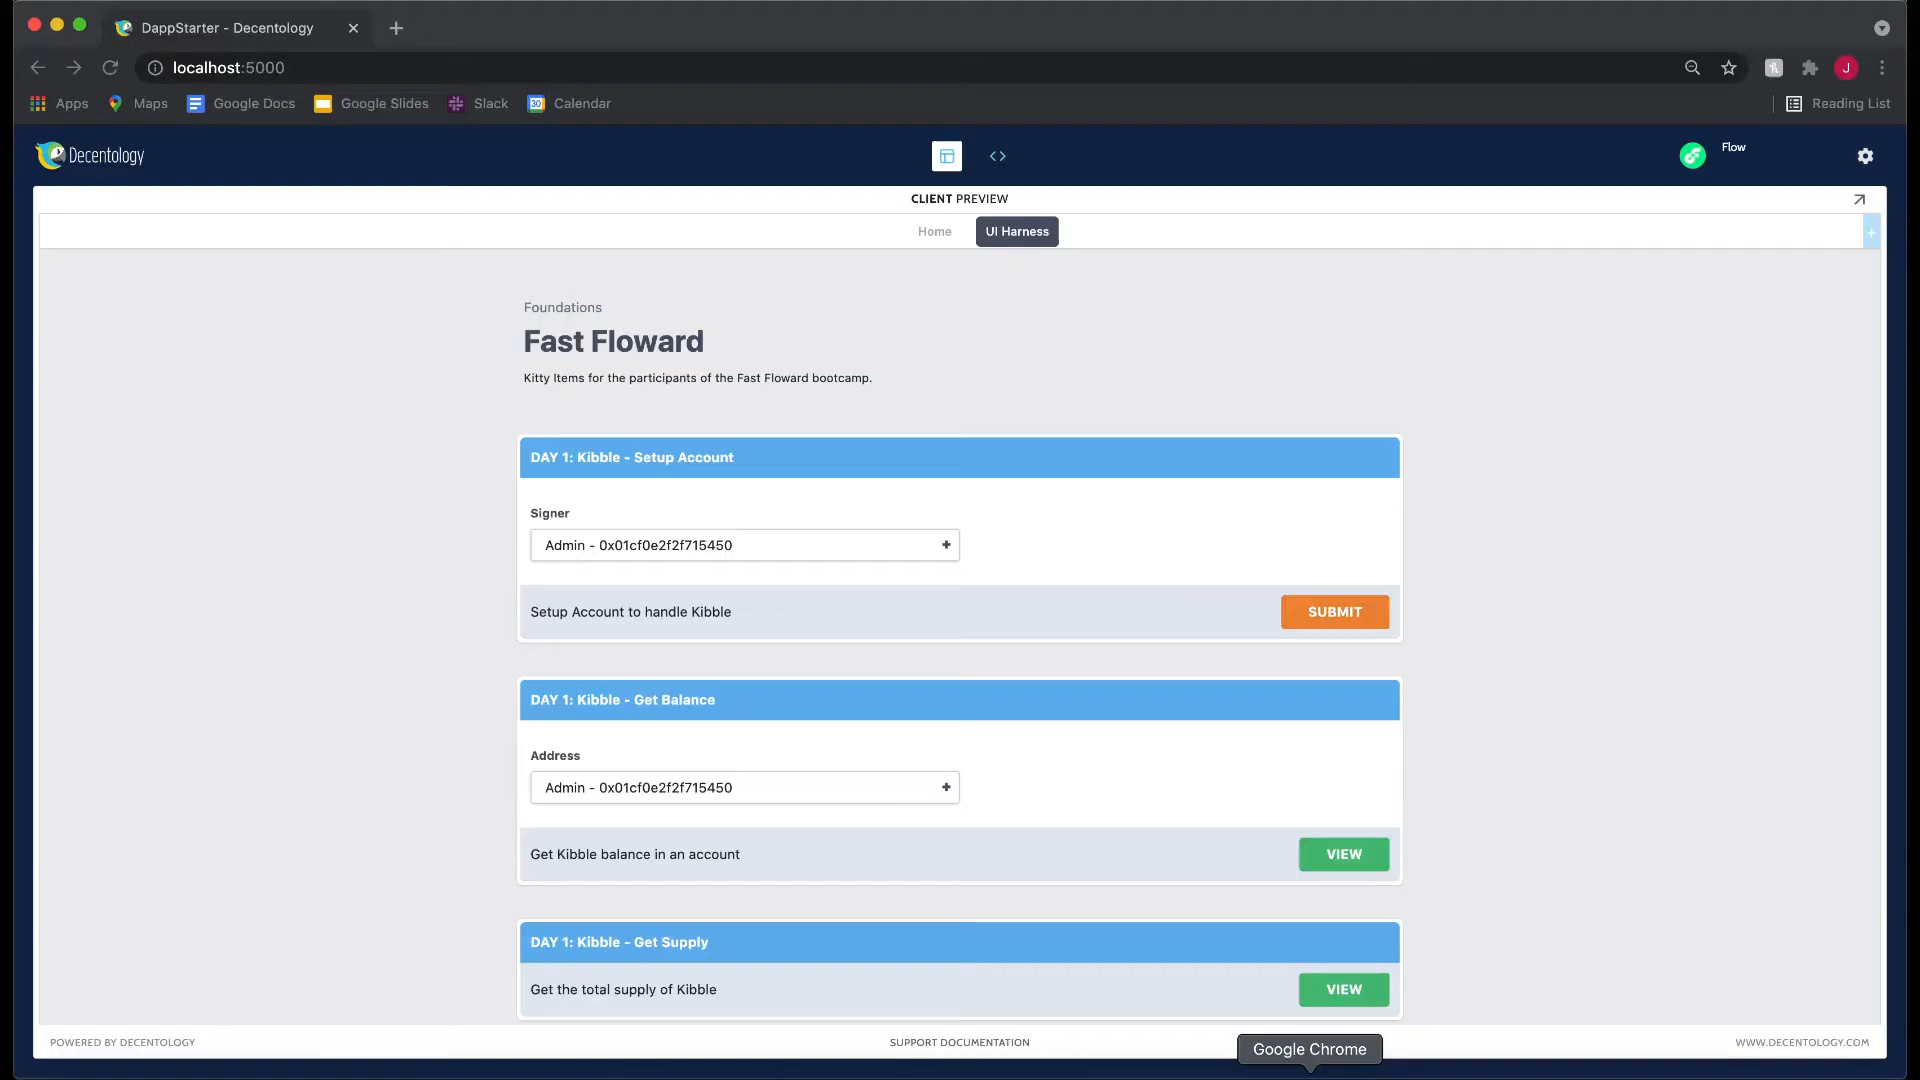 DappStarter - Decentology
localhost:5000
J
Apps Maps Google Docs Google Slides Slack 30 Calendar Reading List
Decentology
<> Flow
CLIENT PREVIEW
Home UI Harness
+
Foundations
Fast Floward
Kitty Items for the participants of the Fast Floward bootcamp.
DAY 1: Kibble - Setup Account
Signer
Admin - 0x01cf0e2f2f715450
Setup Account to handle Kibble SUBMIT
DAY 1: Kibble - Get Balance
Address
Admin - 0x01cf0e2f2f715450
Get Kibble balance in an account VIEW
DAY 1: Kibble - Get Supply
Get the total supply of Kibble VIEW
POWERED BY DECENTOLOGY SUPPORT DOCUMENTATION WWW.DECENTOLOGY.COM
Google Chrome